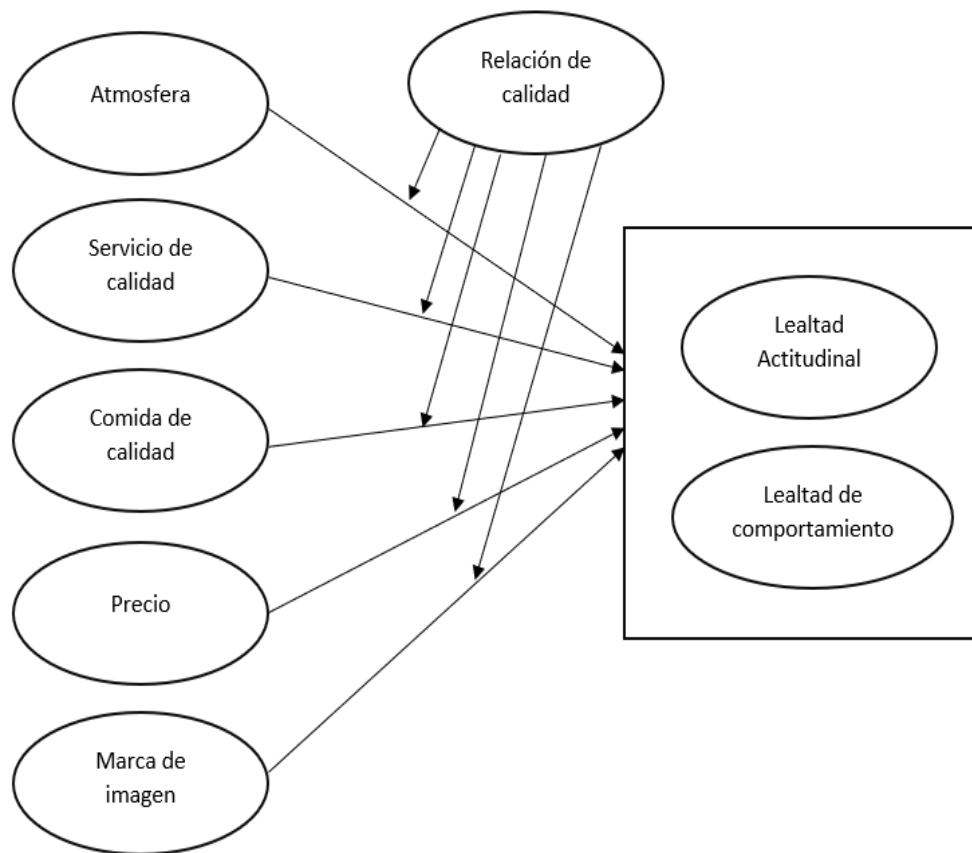 Atmosfera
Relación de
calidad
Servicio de
calidad
Lealtad
Actitudinal
Comida de
calidad
Lealtad de
comportamiento
Precio
Marca de
imagen